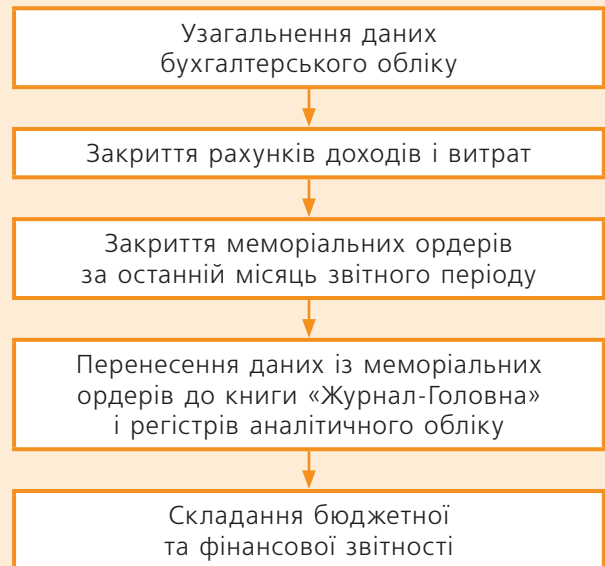 Узагальнення даних
бухгалтерського обліку
Закриття рахунків доходів і витрат
Закриття меморіальних ордерів
за останній місяць звітного періоду
Перенесення даних із меморіальних
ордерів до книги «Журнал-Головна»
і регістрів аналітичного обліку
Складання бюджетної
та фінансової звітності